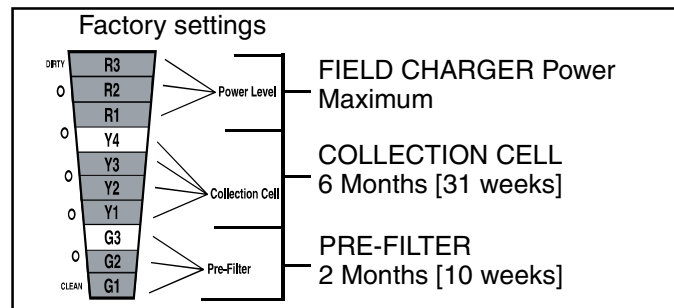 Factory settings
DIRTY
R3
R2
R1
Y4
Y3
Y2
Y1
G3
G2
G1
CLEAN
Power Level
Collection Cell
Pre-Filter
FIELD CHARGER Power
Maximum
COLLECTION CELL
6 Months [31 weeks]
PRE-FILTER
2 Months [10 weeks]